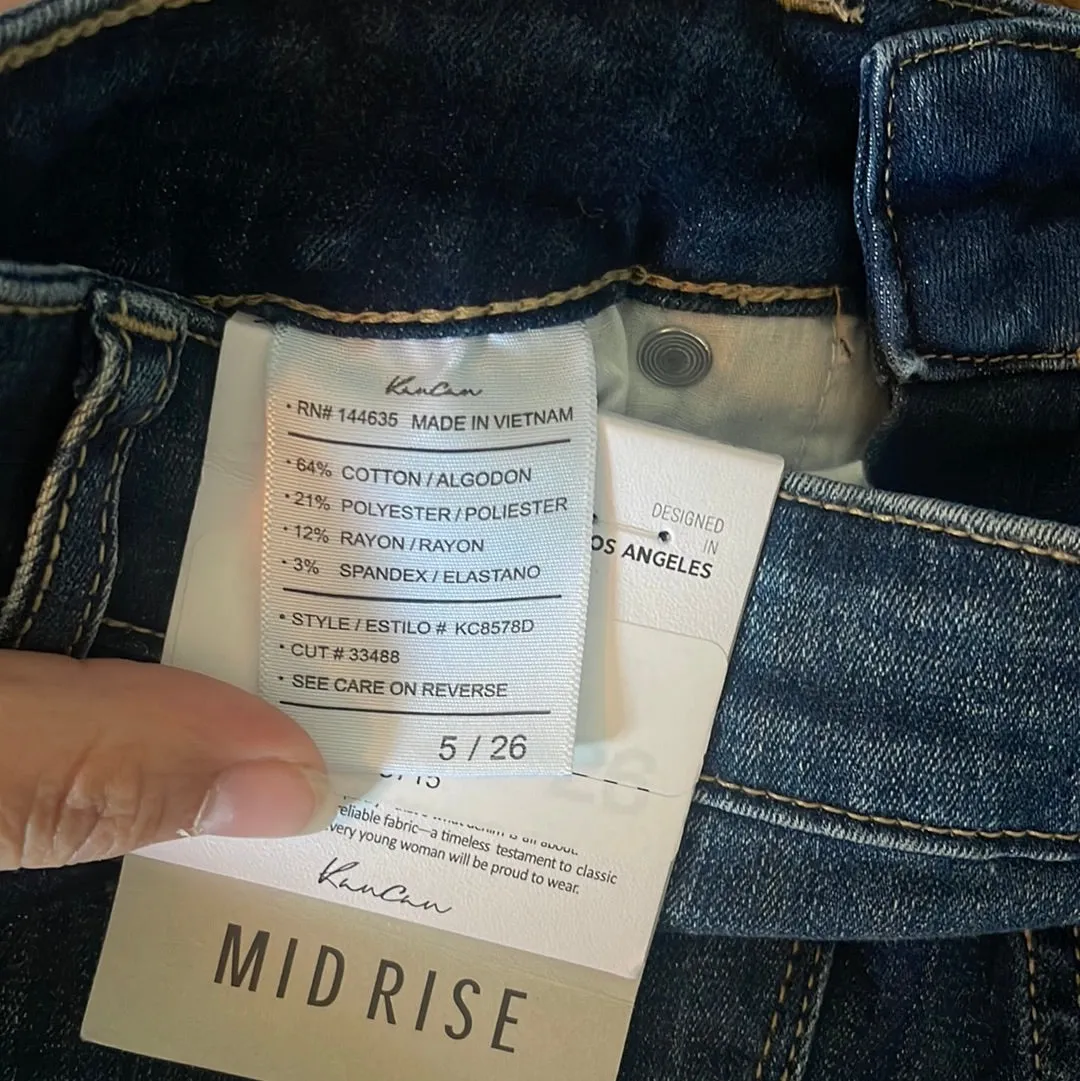 KanCan
• RN# 144635 MADE IN VIETNAM
• 64% COTTON / ALGODON
• 21% POLYESTER / POLIESTER
• 12% RAYON / RAYON
• 3% SPANDEX / ELASTANO
• STYLE / ESTILO # KC8578D
• CUT # 33488
• SEE CARE ON REVERSE
5 / 26
DESIGNED
IN
OS ANGELES
reliable fabric—a timeless testament to classic
very young woman will be proud to wear.
KanCan
MID RISE